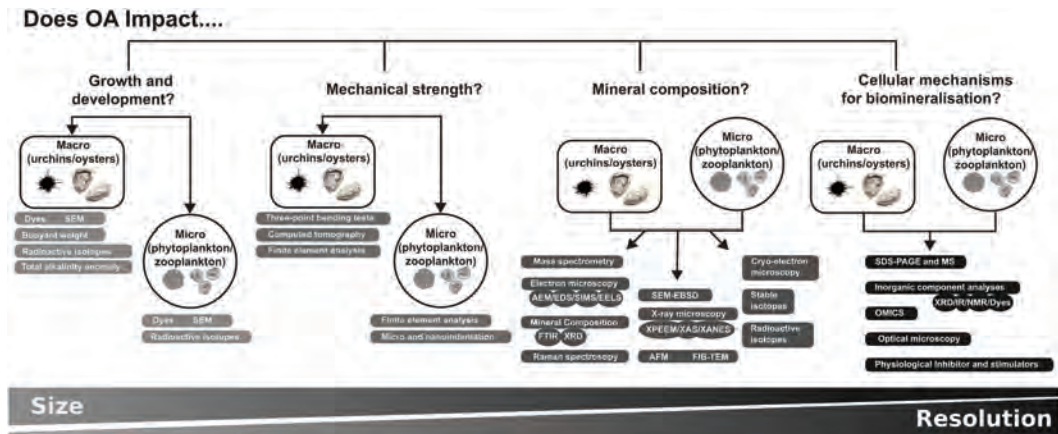 Does OA Impact....
Growth and
development?
Macro
(urchins/oysters)
Dyes SEM
Buoyant weight
Radioactive isotopes
Total alkalinity anomaly
Micro
(phytoplankton/
zooplankton)
Dyes SEM
Radioactive isotopes
Mechanical strength?
Macro
(urchins/oysters)
Three-point bending tests
Computed tomography
Finite element analysis
Micro
(phytoplankton/
zooplankton)
Finite element analysis
Micro and nanoindentation
Mineral composition?
Macro
(urchins/oysters)
Micro
(phytoplankton/
zooplankton)
Mass spectrometry
Electron microscopy
AEM/EDS/SIMS/EELS
Mineral Composition
FTIR XRD
Raman spectroscopy
SEM-EBSD
X-ray microscopy
XPEEM/XAS/XANES
AFM FIB-TEM
Cryo-electron
microscopy
Stable
isotopes
Radioactive
isotopes
Cellular mechanisms
for biomineralisation?
Macro
(urchins/oysters)
Micro
(phytoplankton/
zooplankton)
SDS-PAGE and MS
Inorganic component analyses
XRD/IR/NMR/Dyes
OMICS
Optical microscopy
Physiological Inhibitor and stimulators
Size
Resolution